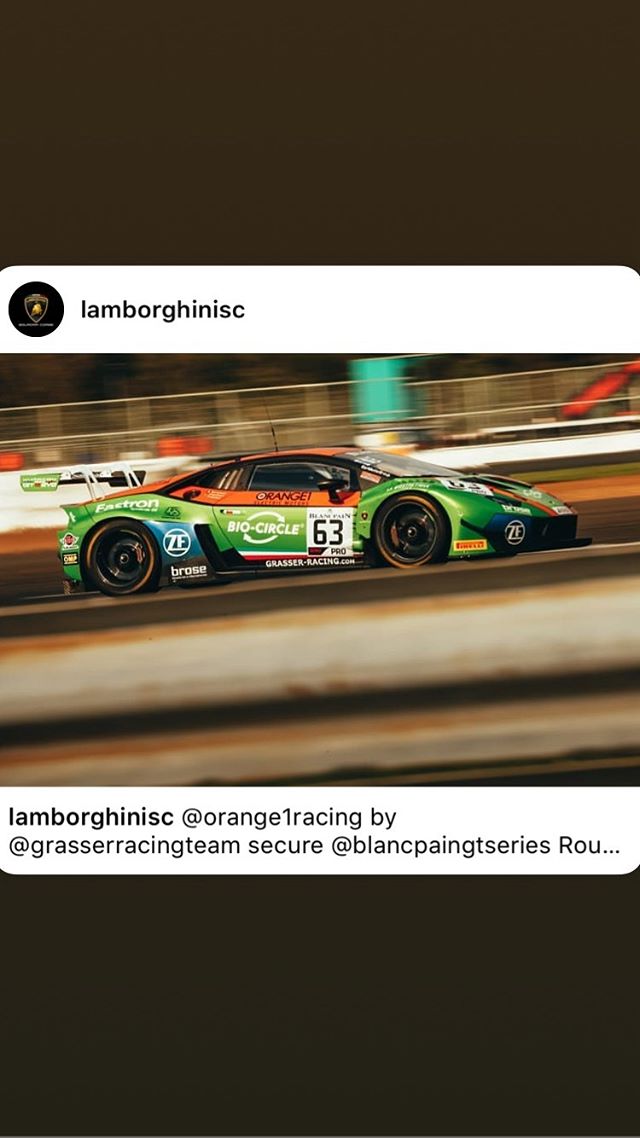 lamborghinisc
ORANGE1
Eastron
BIO-CIRCLE
BLANCPAIN
63
PRO
ZF
brose
GRASSER-RACING.COM
PIRELLI
ZF
OMP
lamborghinisc @orange1racing by
@grasserracingteam secure @blancpaingtseries Rou...